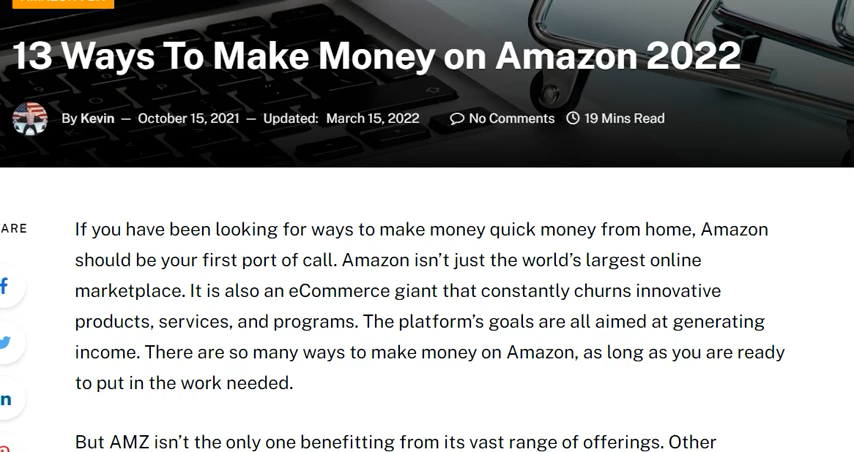 13 Ways To Make Money on Amazon 2022
By Kevin — October 15, 2021 — Updated: March 15, 2022 No Comments 19 Mins Read
ARE
If you have been looking for ways to make money quick money from home, Amazon
should be your first port of call. Amazon isn't just the world's largest online
marketplace. It is also an eCommerce giant that constantly churns innovative
products, services, and programs. The platform's goals are all aimed at generating
income. There are so many ways to make money on Amazon, as long as you are ready
to put in the work needed.
But AMZ isn't the only one benefitting from its vast range of offerings. Other